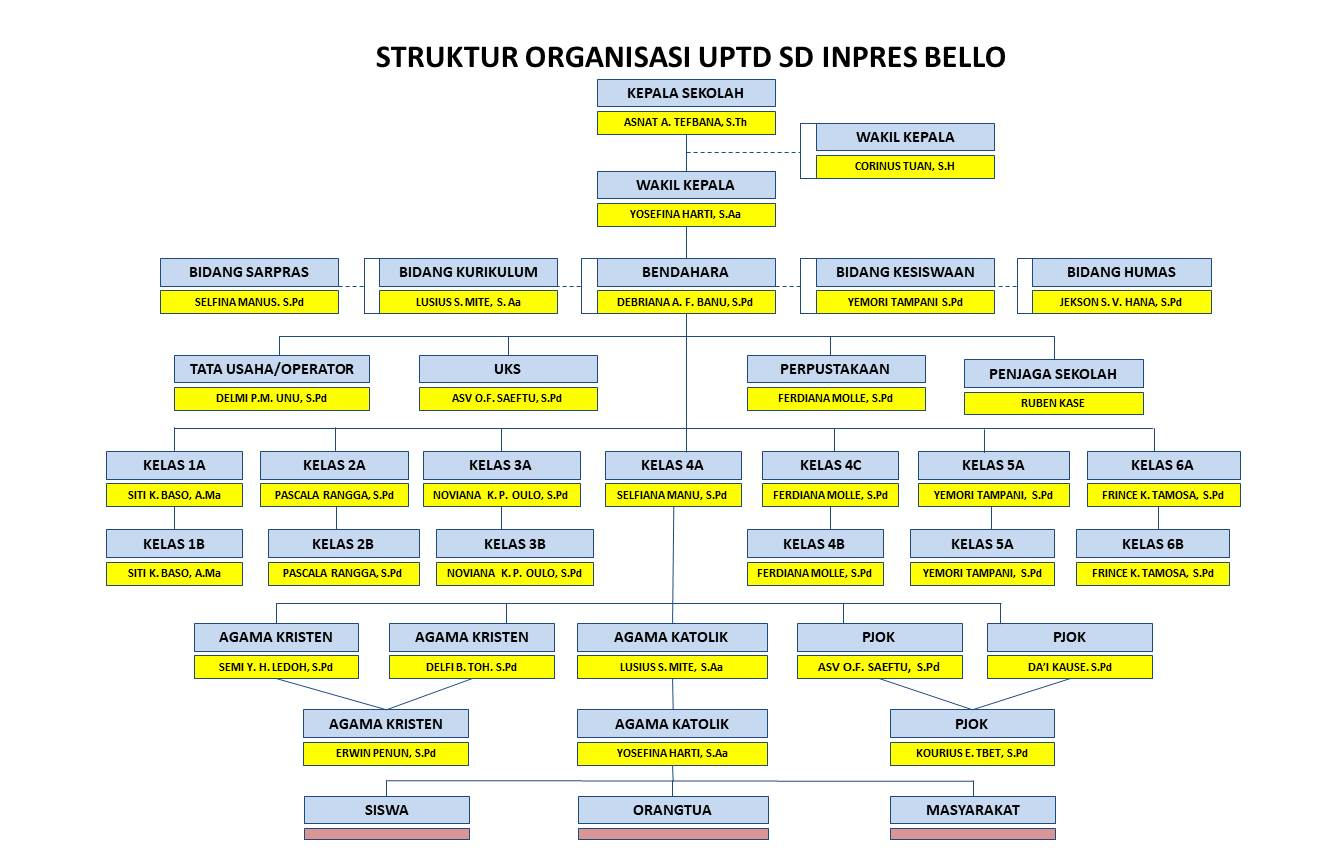 STRUKTUR ORGANISASI UPTD SD INPRES BELLO
KEPALA SEKOLAH
ASNAT A. TEFBANA, S.Th
WAKIL KEPALA
CORINUS TUAN, S.H
WAKIL KEPALA
YOSEFINA HARTI, S.Aa
BIDANG SARPRAS
SELFINA MANUS. S.Pd
BIDANG KURIKULUM
LUSIUS S. MITE, S. Aa
BENDAHARA
DEBRIANA A. F. BANU, S.Pd
BIDANG KESISWAAN
YEMORI TAMPANI S.Pd
BIDANG HUMAS
JEKSON S. V. HANA, S.Pd
TATA USAHA/OPERATOR
DELMI P.M. UNU, S.Pd
UKS
ASV O.F. SAEFTU, S.Pd
PERPUSTAKAAN
FERDIANA MOLLE, S.Pd
PENJAGA SEKOLAH
RUBEN KASE
KELAS 1A
SITI K. BASO, A.Ma
KELAS 2A
PASCALA RANGGA, S.Pd
KELAS 3A
NOVIANA K. P. OULO, S.Pd
KELAS 4A
SELFIANA MANU, S.Pd
KELAS 4C
FERDIANA MOLLE, S.Pd
KELAS 5A
YEMORI TAMPANI, S.Pd
KELAS 6A
FRINCE K. TAMOSA, S.Pd
KELAS 1B
SITI K. BASO, A.Ma
KELAS 2B
PASCALA RANGGA, S.Pd
KELAS 3B
NOVIANA K. P. OULO, S.Pd
KELAS 4B
FERDIANA MOLLE, S.Pd
KELAS 5A
YEMORI TAMPANI, S.Pd
KELAS 6B
FRINCE K. TAMOSA, S.Pd
AGAMA KRISTEN
SEMI Y. H. LEDOH, S.Pd
AGAMA KRISTEN
DELFI B. TOH. S.Pd
AGAMA KATOLIK
LUSIUS S. MITE, S.Aa
PJOK
ASV O.F. SAEFTU, S.Pd
PJOK
DA'I KAUSE. S.Pd
AGAMA KRISTEN
ERWIN PENUN, S.Pd
AGAMA KATOLIK
YOSEFINA HARTI, S.Aa
PJOK
KOURIUS E. TBET, S.Pd
SISWA
ORANGTUA
MASYARAKAT